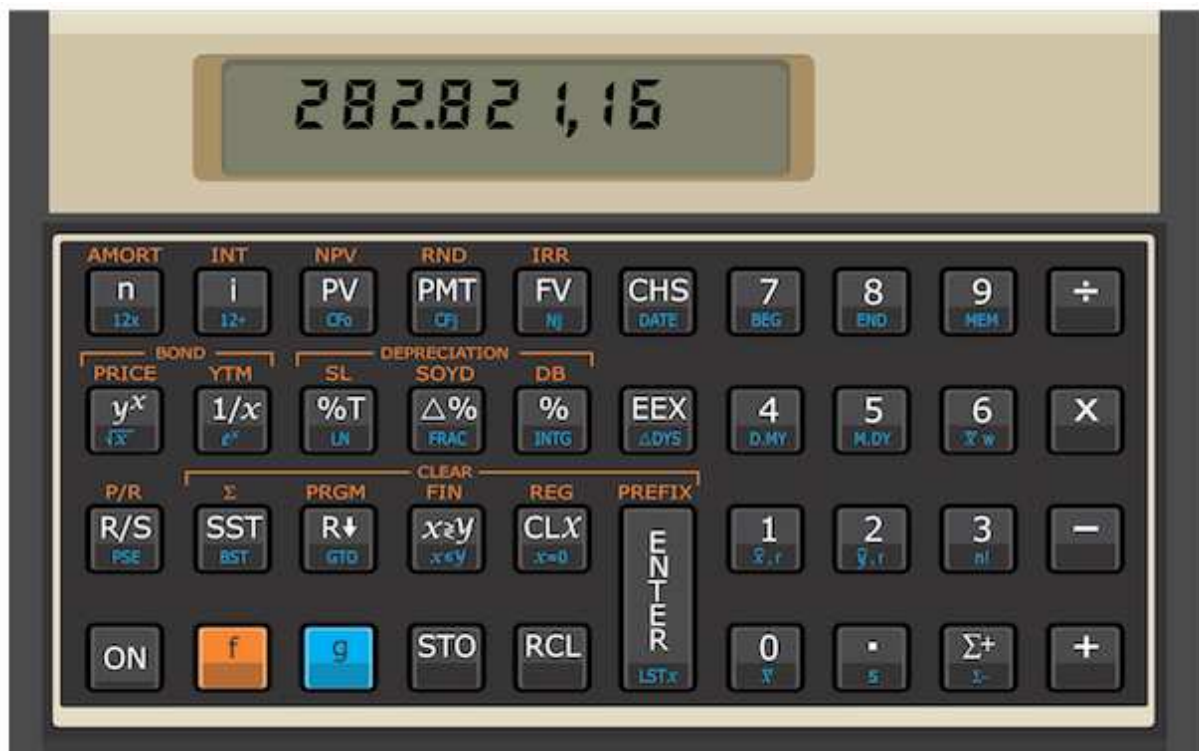 282.821,16
AMORT INT NPV RND IRR
n i PV PMT FV CHS 7 8 9 ÷
12x 12÷ CFo CFj Nj DATE BEG END MEM
BOND DEPRECIATION
PRICE YTM SL SOYD DB
yˣ 1/x %T △% % EEX 4 5 6 X
√x eˣ LN FRAC INTG △DYS D.MY M.DY x̄ w
CLEAR
P/R Σ PRGM FIN REG PREFIX
R/S SST R↓ x≷y CLX ENTER 1 2 3 −
PSE BST GTO x≤y x=0 x̂,r ŷ,r n!
ON f g STO RCL 0 . Σ+ +
LSTx x̄ s Σ-